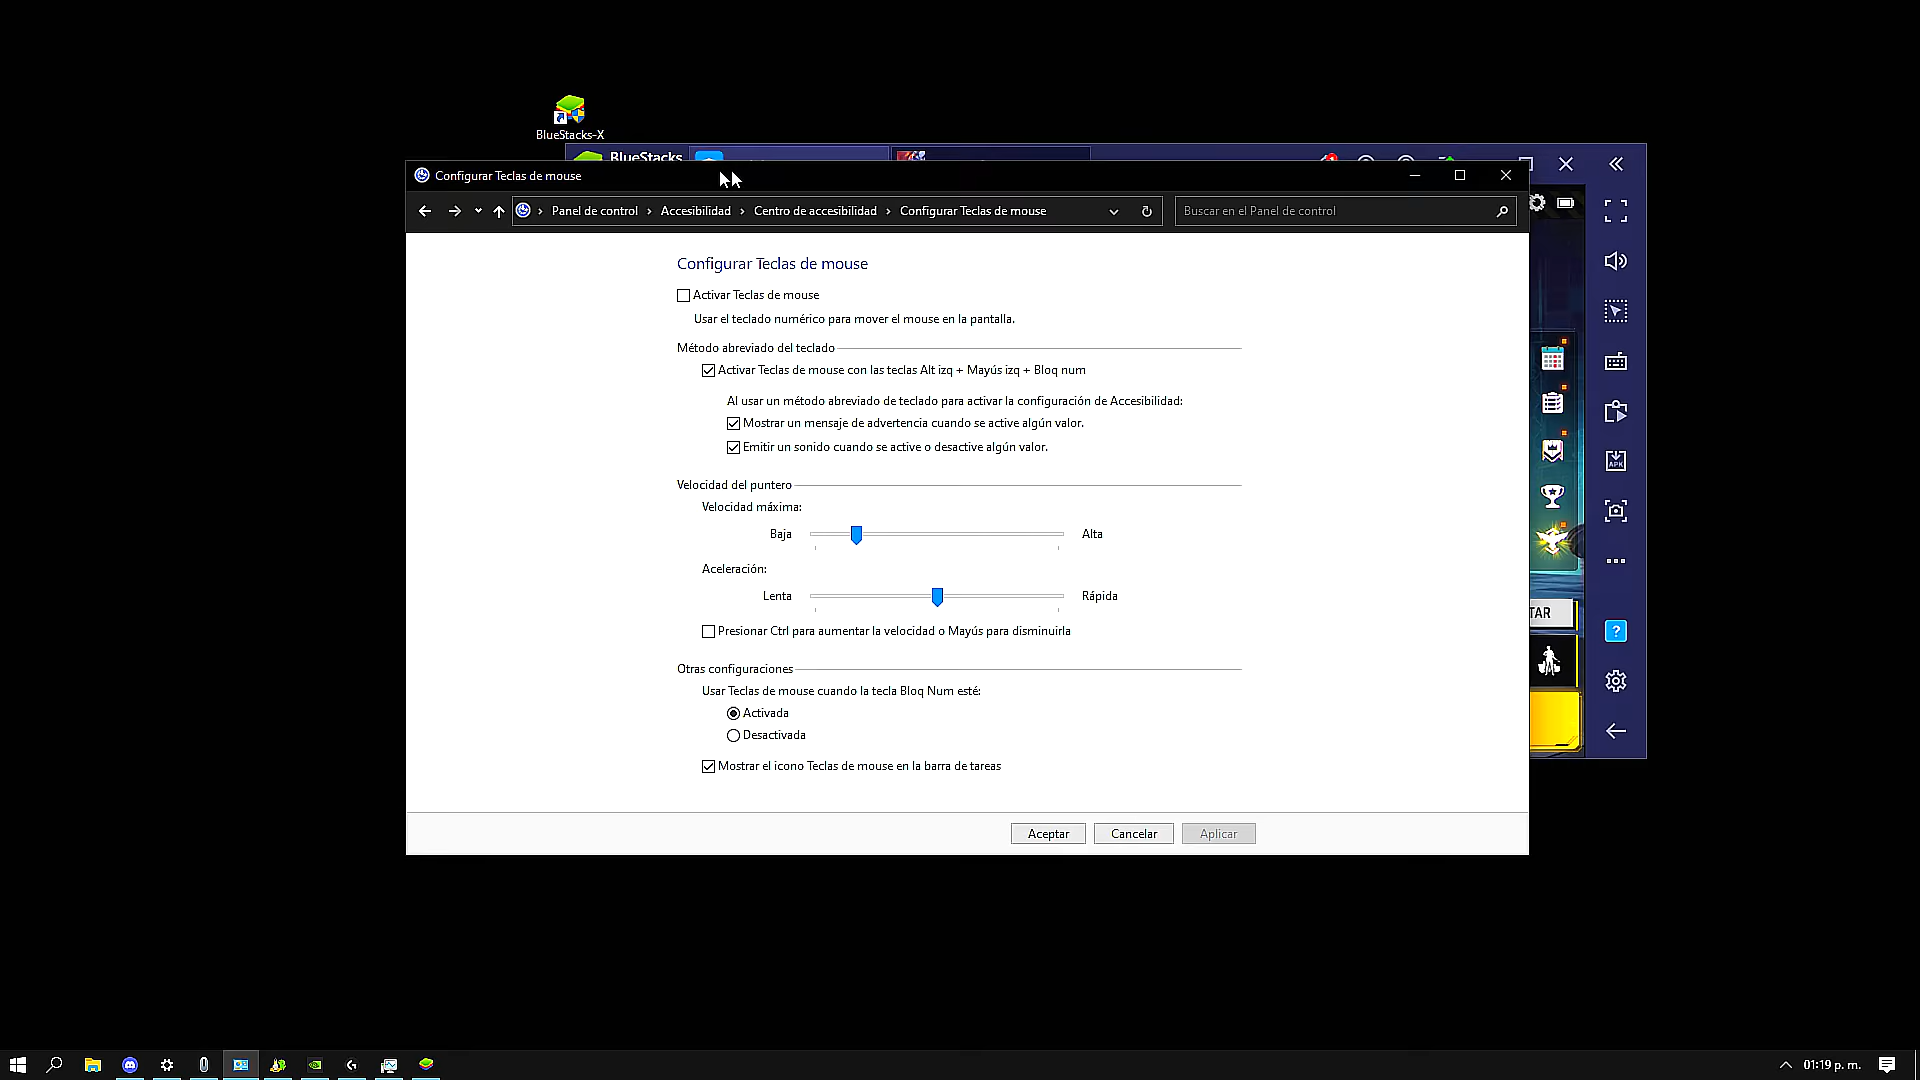 BlueStacks-X
BlueStacks
Configurar Teclas de mouse
Panel de control
Accesibilidad
Centro de accesibilidad
Configurar Teclas de mouse
Buscar en el Panel de control
Configurar Teclas de mouse
Activar Teclas de mouse
Usar el teclado numérico para mover el mouse en la pantalla.
Método abreviado del teclado
Activar Teclas de mouse con las teclas Alt izq + Mayús izq + Bloq num
Al usar un método abreviado de teclado para activar la configuración de Accesibilidad:
Mostrar un mensaje de advertencia cuando se active algún valor.
Emitir un sonido cuando se active o desactive algún valor.
Velocidad del puntero
Velocidad máxima:
Baja
Alta
Aceleración:
Lenta
Rápida
Presionar Ctrl para aumentar la velocidad o Mayús para disminuirla
Otras configuraciones
Usar Teclas de mouse cuando la tecla Bloq Num esté:
Activada
Desactivada
Mostrar el icono Teclas de mouse en la barra de tareas
Aceptar
Cancelar
Aplicar
APK
TAR
?
01:19 p. m.